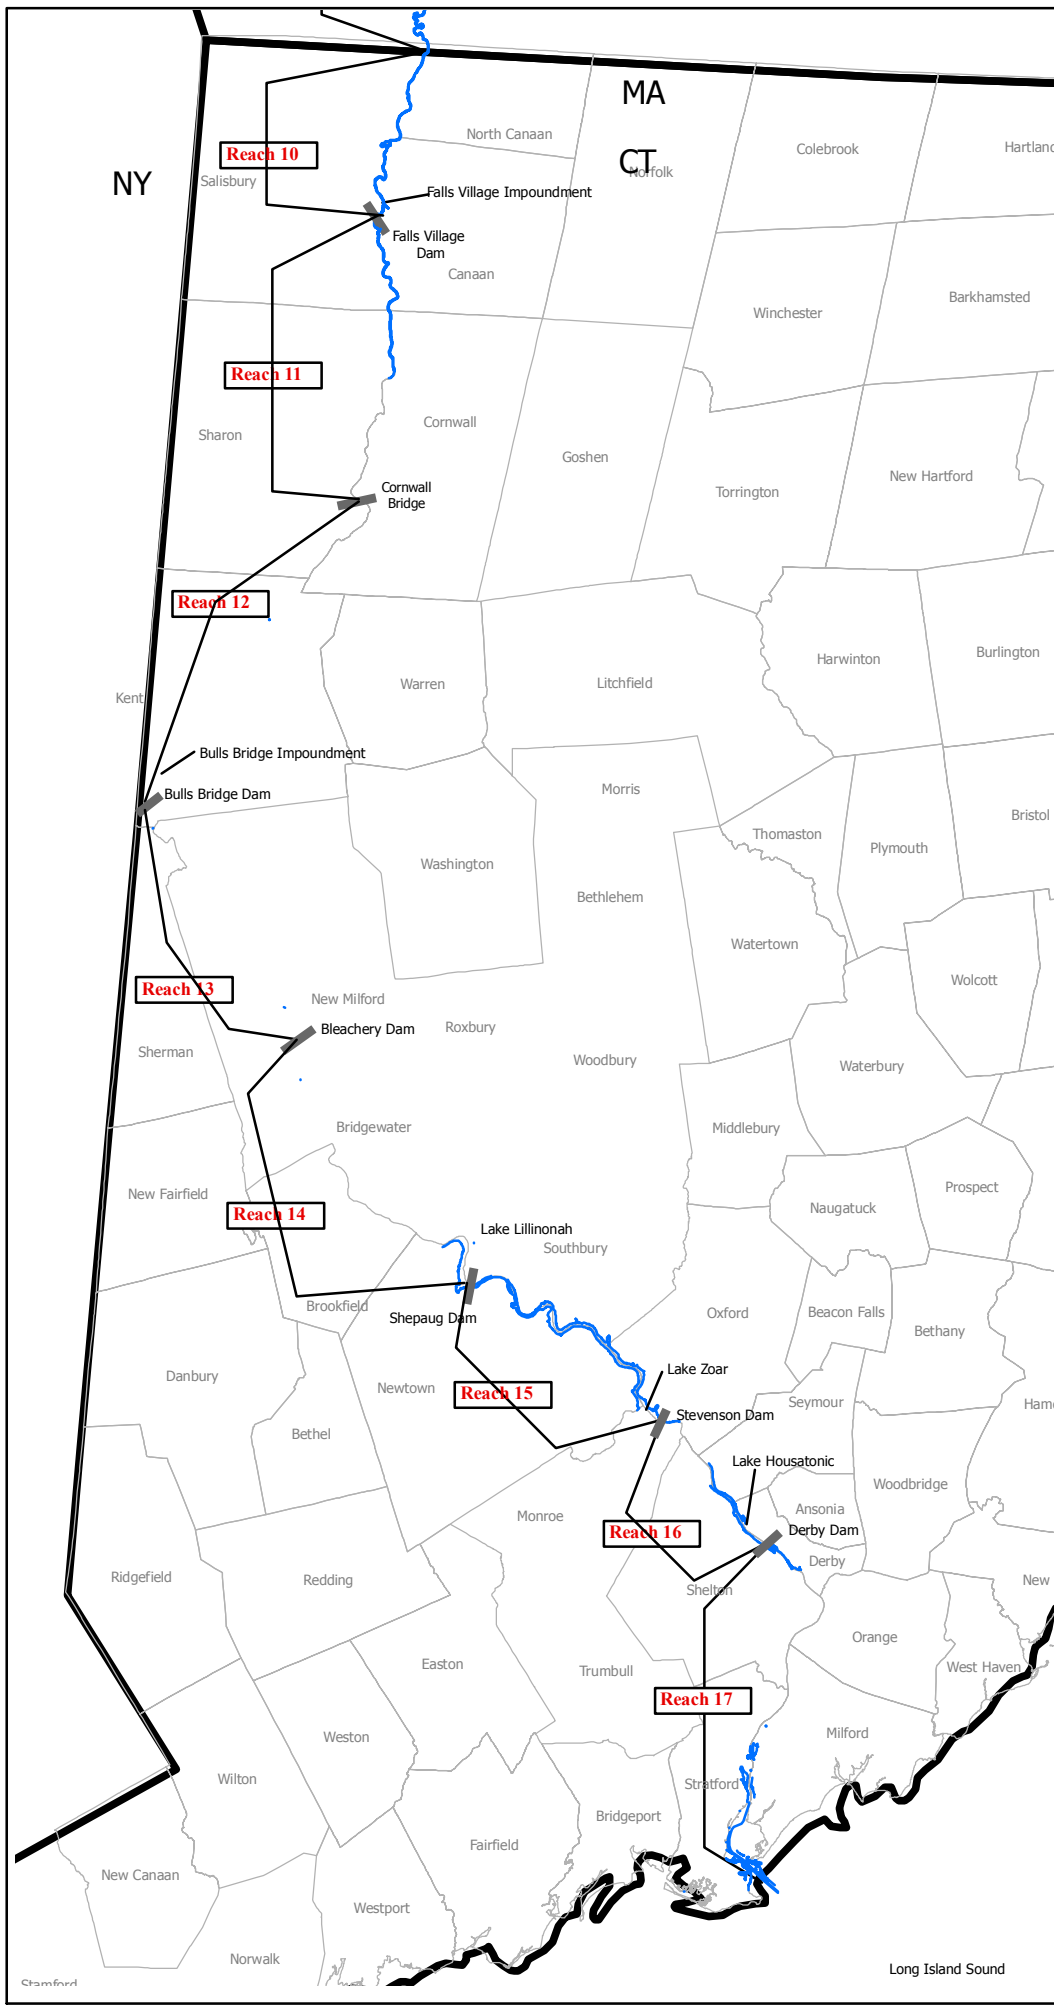 MA
NY
CT
North Canaan
Colebrook
Hartland
Reach 10
Salisbury
Norfolk
Falls Village Impoundment
Falls Village
Dam
Canaan
Barkhamsted
Winchester
Reach 11
Sharon
Cornwall
Goshen
New Hartford
Torrington
Cornwall
Bridge
Reach 12
Burlington
Harwinton
Warren
Litchfield
Kent
Bulls Bridge Impoundment
Bulls Bridge Dam
Morris
Bristol
Thomaston
Plymouth
Washington
Bethlehem
Watertown
Wolcott
Reach 13
New Milford
Bleachery Dam
Roxbury
Sherman
Woodbury
Waterbury
Bridgewater
Middlebury
New Fairfield
Prospect
Naugatuck
Reach 14
Lake Lillinonah
Southbury
Brookfield
Shepaug Dam
Oxford
Beacon Falls
Bethany
Danbury
Newtown
Reach 15
Lake Zoar
Stevenson Dam
Seymour
Ham
Bethel
Lake Housatonic
Woodbridge
Monroe
Ansonia
Reach 16
Derby Dam
Derby
Ridgefield
Redding
Shelton
New
Orange
Easton
Trumbull
West Haven
Reach 17
Weston
Milford
Wilton
Stratford
Bridgeport
Fairfield
New Canaan
Westport
Norwalk
Long Island Sound
Stamford